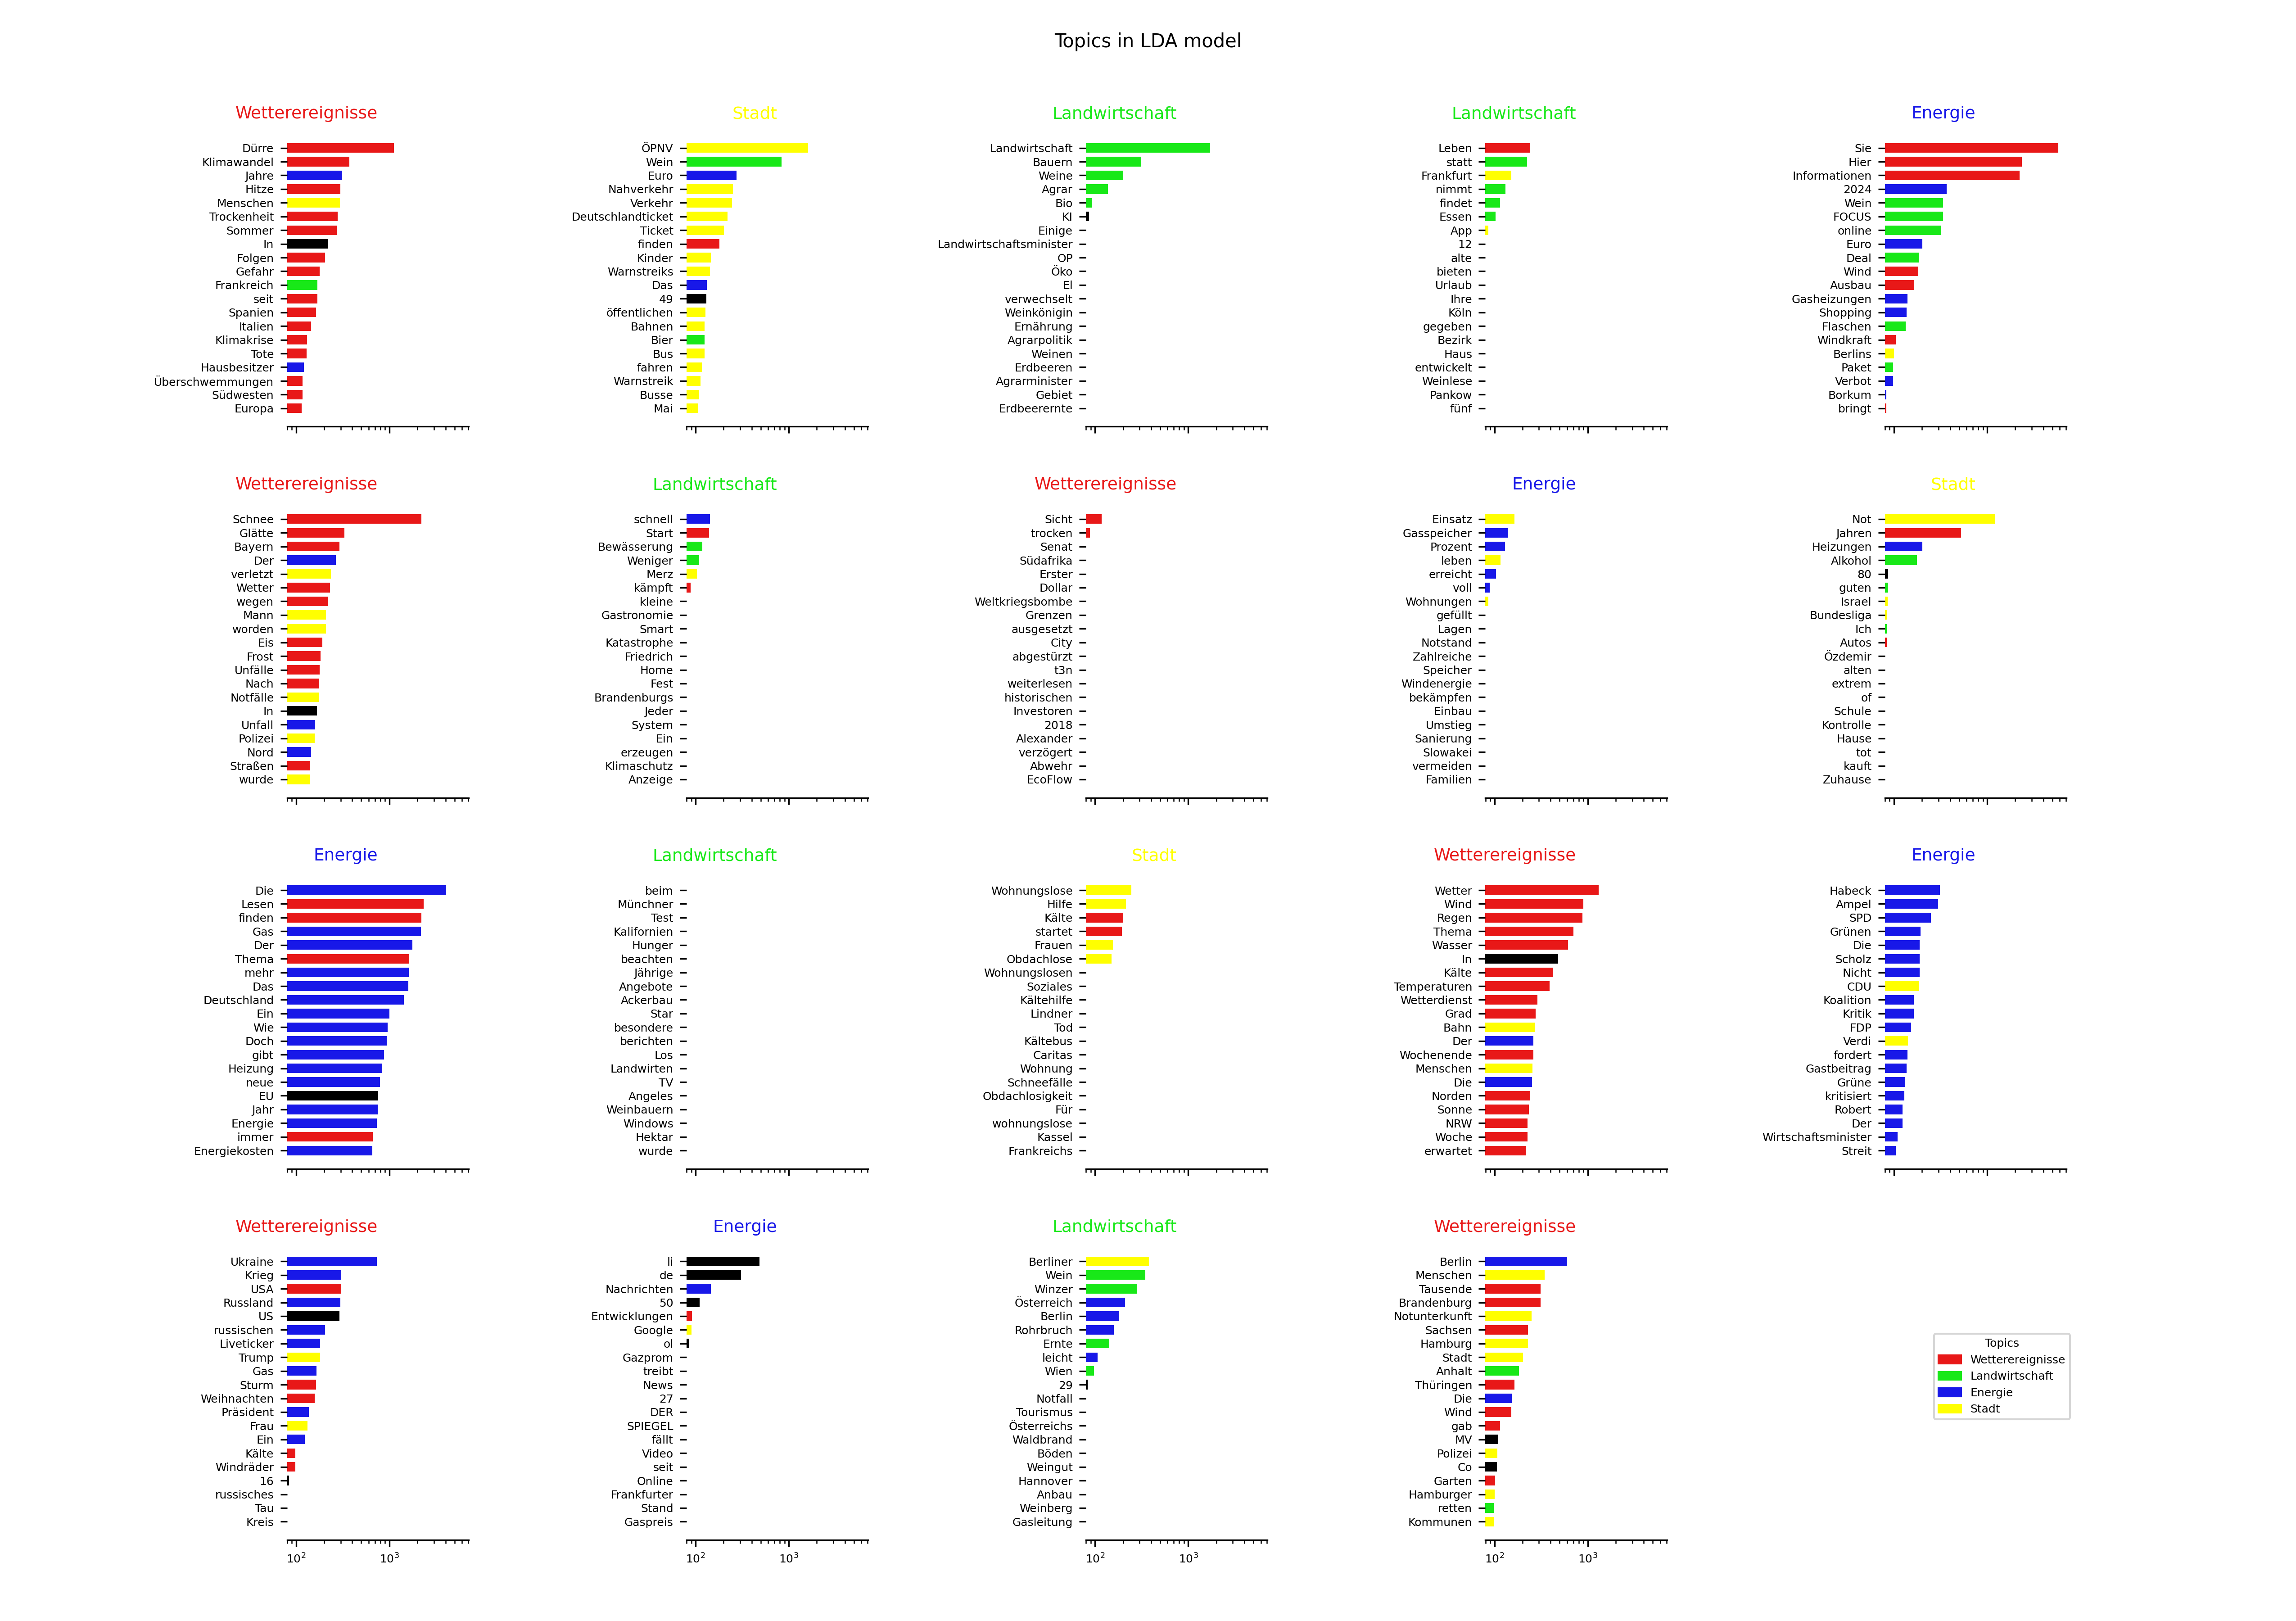 Topics in LDA model
Wetterereignisse
Dürre
Klimawandel
Jahre
Hitze
Menschen
Trockenheit
Sommer
In
Folgen
Gefahr
Frankreich
seit
Spanien
Italien
Klimakrise
Tote
Hausbesitzer
Überschwemmungen
Südwesten
Europa
Stadt
ÖPNV
Wein
Euro
Nahverkehr
Verkehr
Deutschlandticket
Ticket
finden
Kinder
Warnstreiks
Das
49
öffentlichen
Bahnen
Bier
Bus
fahren
Warnstreik
Busse
Mai
Landwirtschaft
Landwirtschaft
Bauern
Weine
Agrar
Bio
KI
Einige
Landwirtschaftsminister
OP
Öko
El
verwechselt
Weinkönigin
Ernährung
Agrarpolitik
Weinen
Erdbeeren
Agrarminister
Gebiet
Erdbeerernte
Landwirtschaft
Leben
statt
Frankfurt
nimmt
findet
Essen
App
12
alte
bieten
Urlaub
Ihre
Köln
gegeben
Bezirk
Haus
entwickelt
Weinlese
Pankow
fünf
Energie
Sie
Hier
Informationen
2024
Wein
FOCUS
online
Euro
Deal
Wind
Ausbau
Gasheizungen
Shopping
Flaschen
Windkraft
Berlins
Paket
Verbot
Borkum
bringt
Wetterereignisse
Schnee
Glätte
Bayern
Der
verletzt
Wetter
wegen
Mann
worden
Eis
Frost
Unfälle
Nach
Notfälle
In
Unfall
Polizei
Nord
Straßen
wurde
Landwirtschaft
schnell
Start
Bewässerung
Weniger
Merz
kämpft
kleine
Gastronomie
Smart
Katastrophe
Friedrich
Home
Fest
Brandenburgs
Jeder
System
Ein
erzeugen
Klimaschutz
Anzeige
Wetterereignisse
Sicht
trocken
Senat
Südafrika
Erster
Dollar
Weltkriegsbombe
Grenzen
ausgesetzt
City
abgestürzt
t3n
weiterlesen
historischen
Investoren
2018
Alexander
verzögert
Abwehr
EcoFlow
Energie
Einsatz
Gasspeicher
Prozent
leben
erreicht
voll
Wohnungen
gefüllt
Lagen
Notstand
Zahlreiche
Speicher
Windenergie
bekämpfen
Einbau
Umstieg
Sanierung
Slowakei
vermeiden
Familien
Stadt
Not
Jahren
Heizungen
Alkohol
80
guten
Israel
Bundesliga
Ich
Autos
Özdemir
alten
extrem
of
Schule
Kontrolle
Hause
tot
kauft
Zuhause
Energie
Die
Lesen
finden
Gas
Der
Thema
mehr
Das
Deutschland
Ein
Wie
Doch
gibt
Heizung
neue
EU
Jahr
Energie
immer
Energiekosten
Landwirtschaft
beim
Münchner
Test
Kalifornien
Hunger
beachten
Jährige
Angebote
Ackerbau
Star
besondere
berichten
Los
Landwirten
TV
Angeles
Weinbauern
Windows
Hektar
wurde
Stadt
Wohnungslose
Hilfe
Kälte
startet
Frauen
Obdachlose
Wohnungslosen
Soziales
Kältehilfe
Lindner
Tod
Kältebus
Caritas
Wohnung
Schneefälle
Obdachlosigkeit
Für
wohnungslose
Kassel
Frankreichs
Wetterereignisse
Wetter
Wind
Regen
Thema
Wasser
In
Kälte
Temperaturen
Wetterdienst
Grad
Bahn
Der
Wochenende
Menschen
Die
Norden
Sonne
NRW
Woche
erwartet
Energie
Habeck
Ampel
SPD
Grünen
Die
Scholz
Nicht
CDU
Koalition
Kritik
FDP
Verdi
fordert
Gastbeitrag
Grüne
kritisiert
Robert
Der
Wirtschaftsminister
Streit
Wetterereignisse
Ukraine
Krieg
USA
Russland
US
russischen
Liveticker
Trump
Gas
Sturm
Weihnachten
Präsident
Frau
Ein
Kälte
Windräder
16
russisches
Tau
Kreis
10²
10³
Energie
li
de
Nachrichten
50
Entwicklungen
Google
ol
Gazprom
treibt
News
27
DER
SPIEGEL
fällt
Video
seit
Online
Frankfurter
Stand
Gaspreis
10²
10³
Landwirtschaft
Berliner
Wein
Winzer
Österreich
Berlin
Rohrbruch
Ernte
leicht
Wien
29
Notfall
Tourismus
Österreichs
Waldbrand
Böden
Weingut
Hannover
Anbau
Weinberg
Gasleitung
10²
10³
Wetterereignisse
Berlin
Menschen
Tausende
Brandenburg
Notunterkunft
Sachsen
Hamburg
Stadt
Anhalt
Thüringen
Die
Wind
gab
MV
Polizei
Co
Garten
Hamburger
retten
Kommunen
10²
10³
Topics
Wetterereignisse
Landwirtschaft
Energie
Stadt